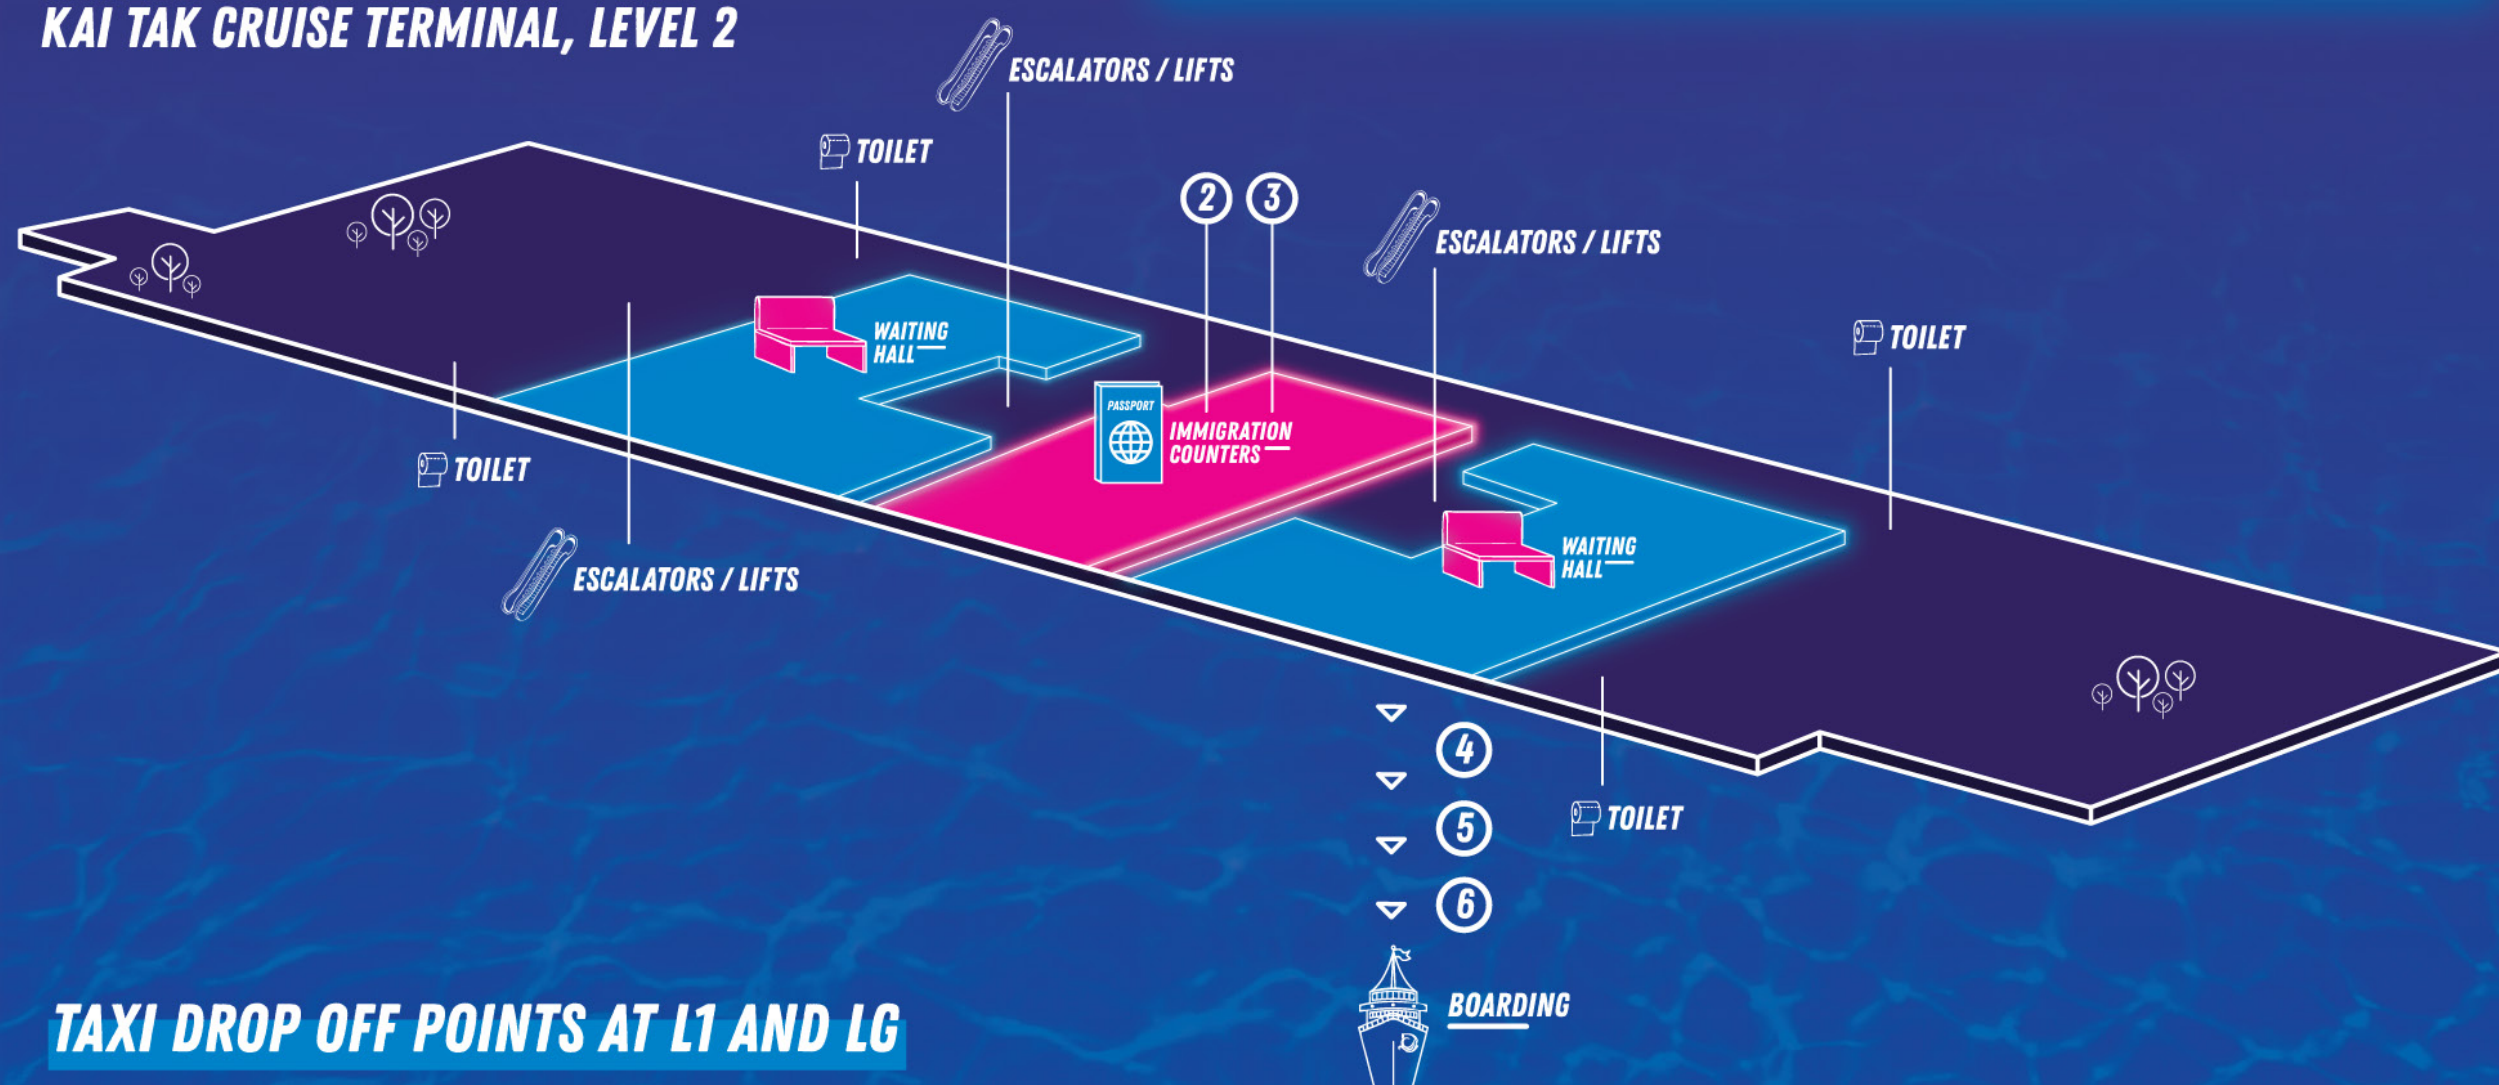 KAI TAK CRUISE TERMINAL, LEVEL 2
ESCALATORS / LIFTS
TOILET
2 3
ESCALATORS / LIFTS
TOILET
WAITING
HALL
PASSPORT
IMMIGRATION
COUNTERS
TOILET
WAITING
HALL
ESCALATORS / LIFTS
4
5
TOILET
6
BOARDING
TAXI DROP OFF POINTS AT L1 AND LG